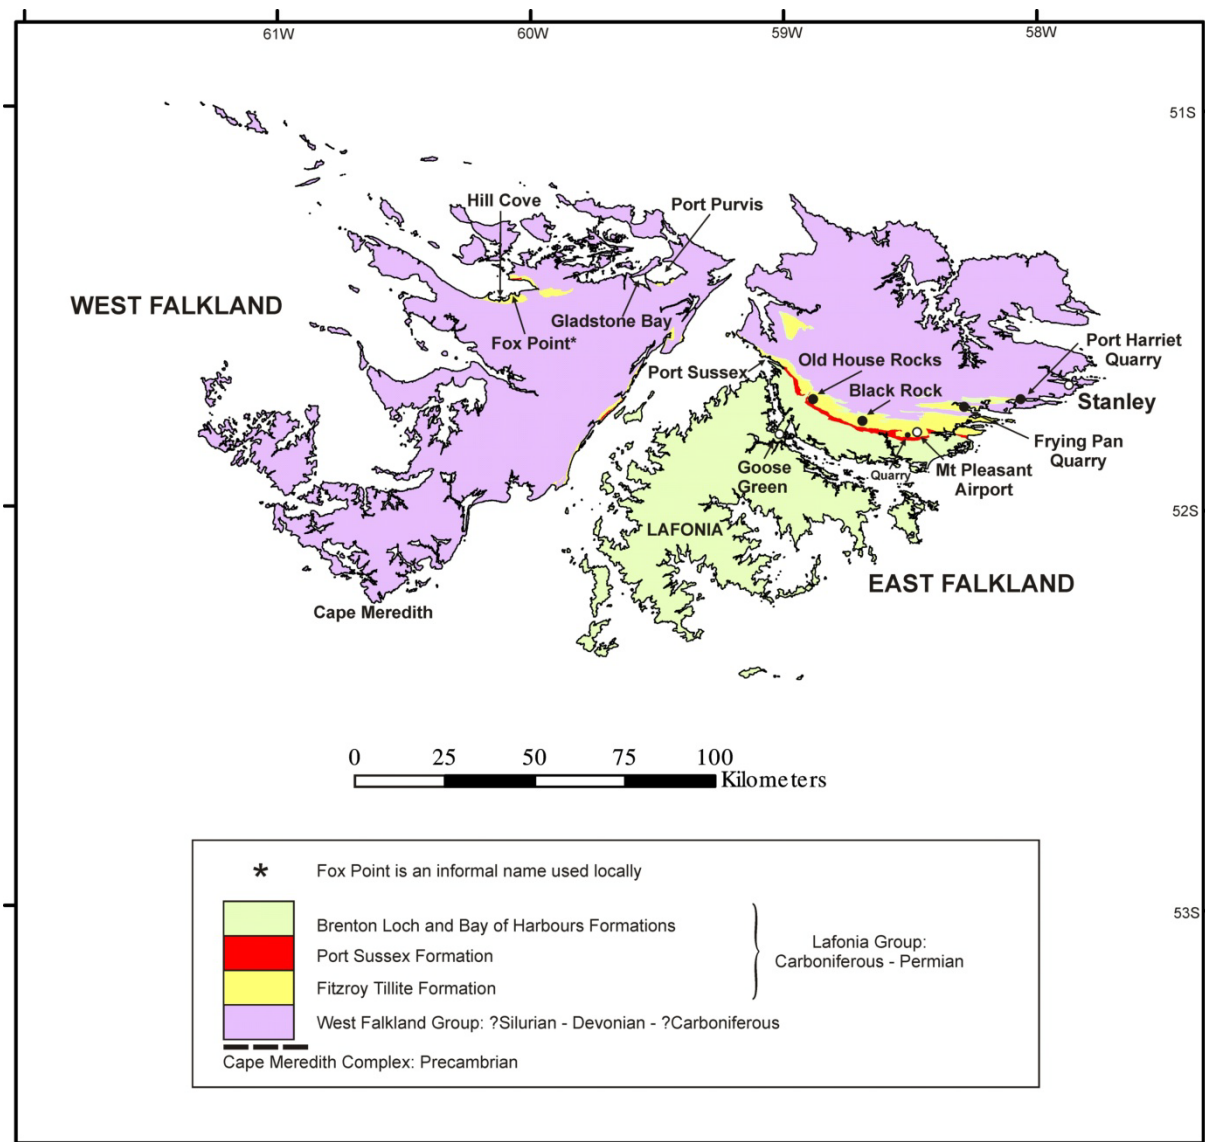 61W
60W
59W
58W
51S
Hill Cove
Port Purvis
WEST FALKLAND
Gladstone Bay
Fox Point*
Port Sussex
Old House Rocks
Port Harriet
Quarry
Black Rock
Stanley
Goose
Green
Quarry
Mt Pleasant
Airport
Frying Pan
Quarry
52S
LAFONIA
EAST FALKLAND
Cape Meredith
0 25 50 75 100
Kilometers
* Fox Point is an informal name used locally
53S
Brenton Loch and Bay of Harbours Formations
Port Sussex Formation
Fitzroy Tillite Formation
Lafonia Group:
Carboniferous - Permian
West Falkland Group: ?Silurian - Devonian - ?Carboniferous
Cape Meredith Complex: Precambrian